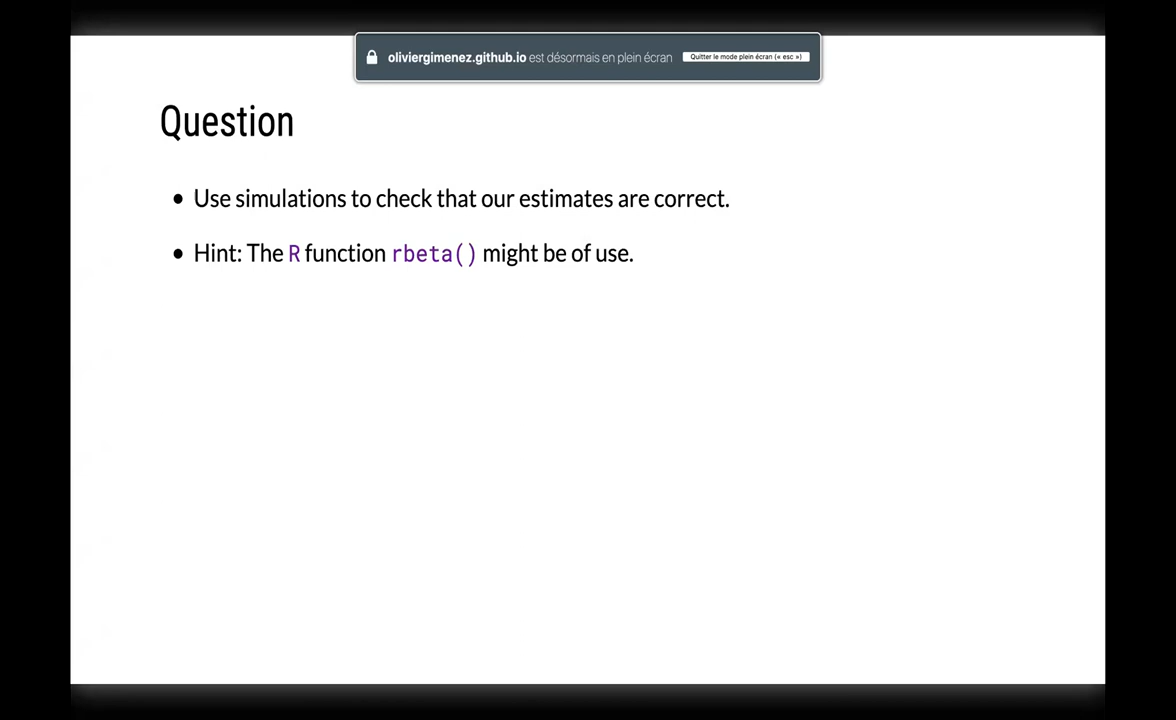 oliviergimenez.github.io est désormais en plein écran Quitter le mode plein écran (« esc »)
Question
• Use simulations to check that our estimates are correct.
• Hint: The R function rbeta() might be of use.